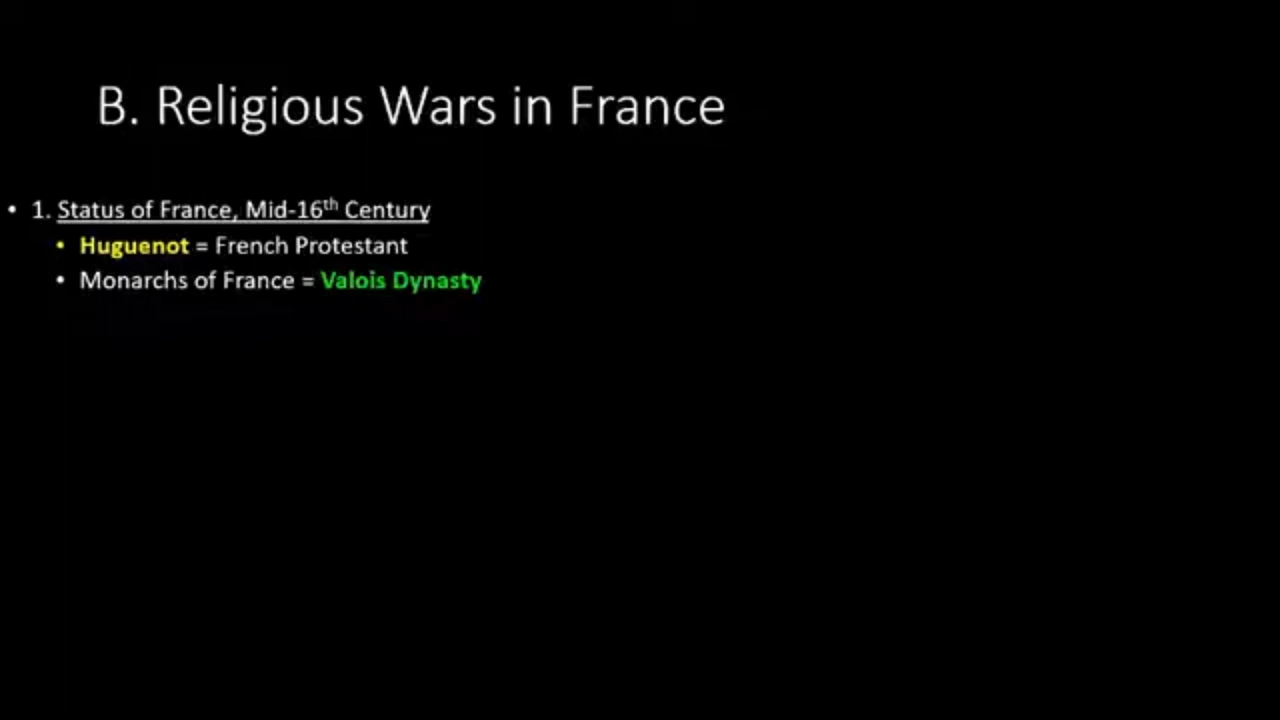 B. Religious Wars in France
• 1. Status of France, Mid-16th Century
• Huguenot = French Protestant
• Monarchs of France = Valois Dynasty